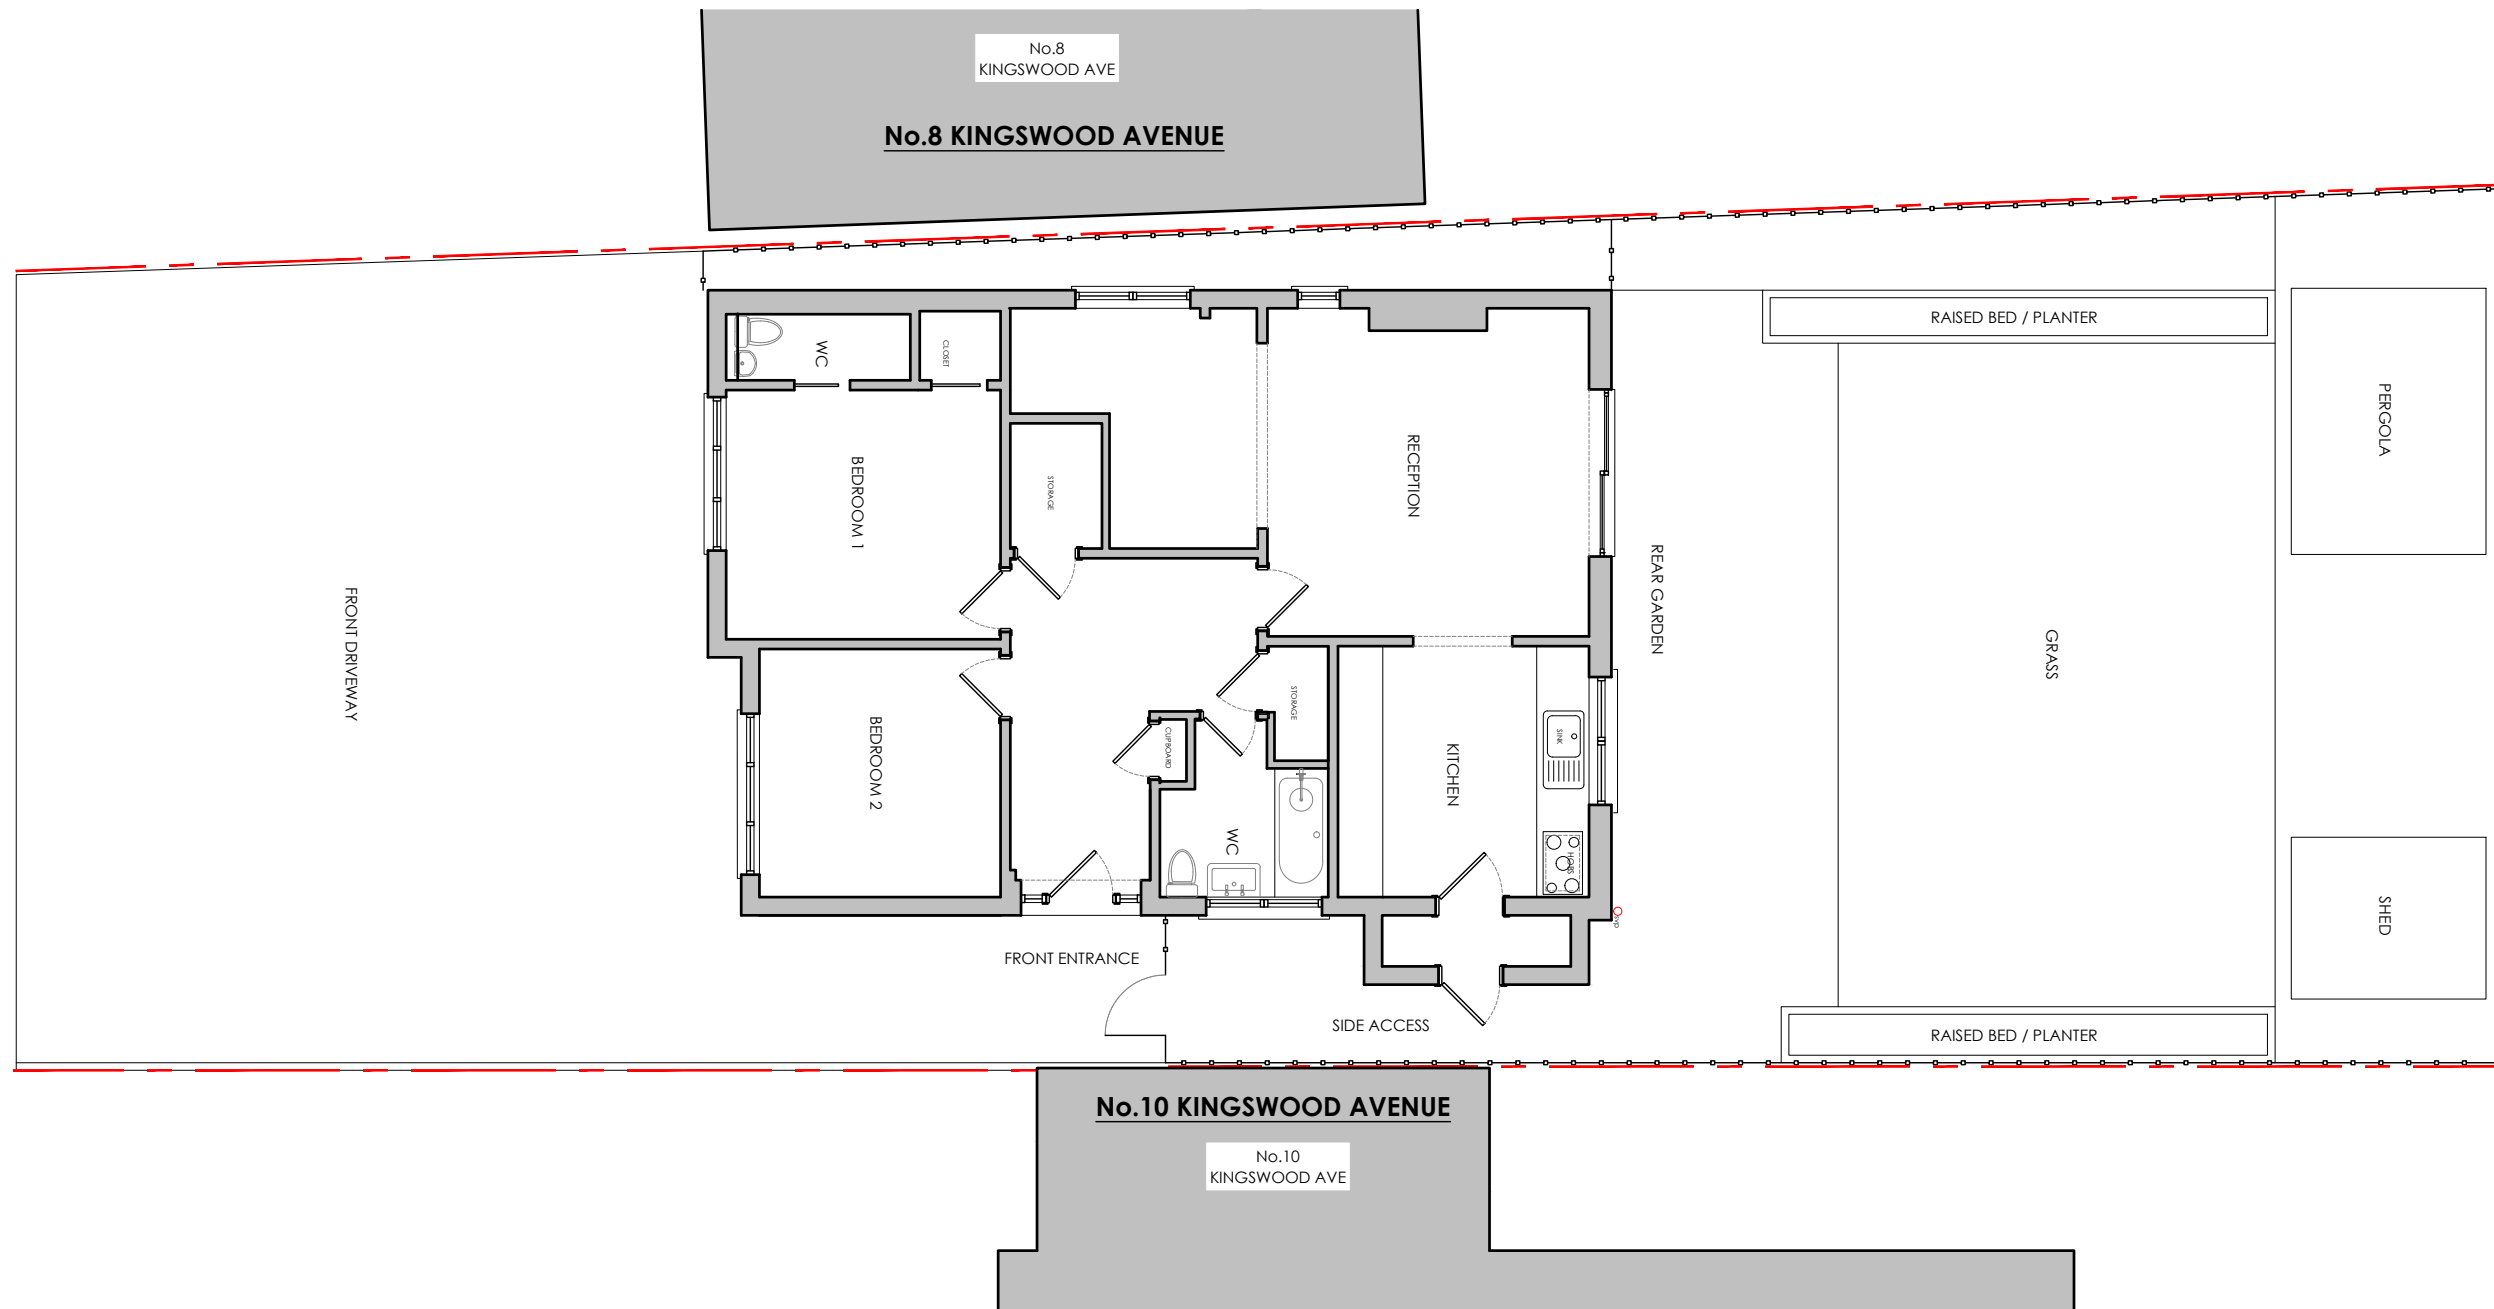 No.8
KINGSWOOD AVE
No.8 KINGSWOOD AVENUE
RAISED BED / PLANTER
WC
CLOSET
PERGOLA
BEDROOM 1
STORAGE
RECEPTION
REAR GARDEN
FRONT DRIVEWAY
GRASS
BEDROOM 2
CUPBOARD
STORAGE
KITCHEN
SINK
WC
HOBS
SHED
SVP
FRONT ENTRANCE
SIDE ACCESS
RAISED BED / PLANTER
No.10 KINGSWOOD AVENUE
No.10
KINGSWOOD AVE